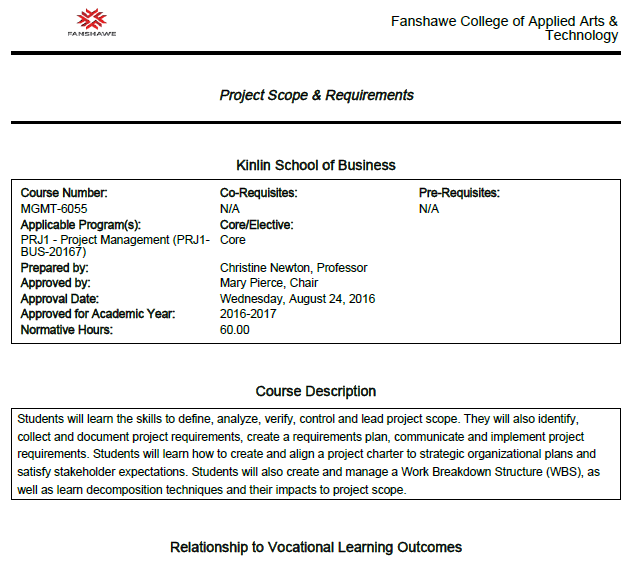 FANSHAWE
Fanshawe College of Applied Arts &
Technology
Project Scope & Requirements
Kinlin School of Business
Course Number: Co-Requisites: Pre-Requisites:
MGMT-6055 N/A N/A
Applicable Program(s): Core/Elective:
PRJ1 - Project Management (PRJ1- Core
BUS-20167)
Prepared by: Christine Newton, Professor
Approved by: Mary Pierce, Chair
Approval Date: Wednesday, August 24, 2016
Approved for Academic Year: 2016-2017
Normative Hours: 60.00
Course Description
Students will learn the skills to define, analyze, verify, control and lead project scope. They will also identify,
collect and document project requirements, create a requirements plan, communicate and implement project
requirements. Students will learn how to create and align a project charter to strategic organizational plans and
satisfy stakeholder expectations. Students will also create and manage a Work Breakdown Structure (WBS), as
well as learn decomposition techniques and their impacts to project scope.
Relationship to Vocational Learning Outcomes